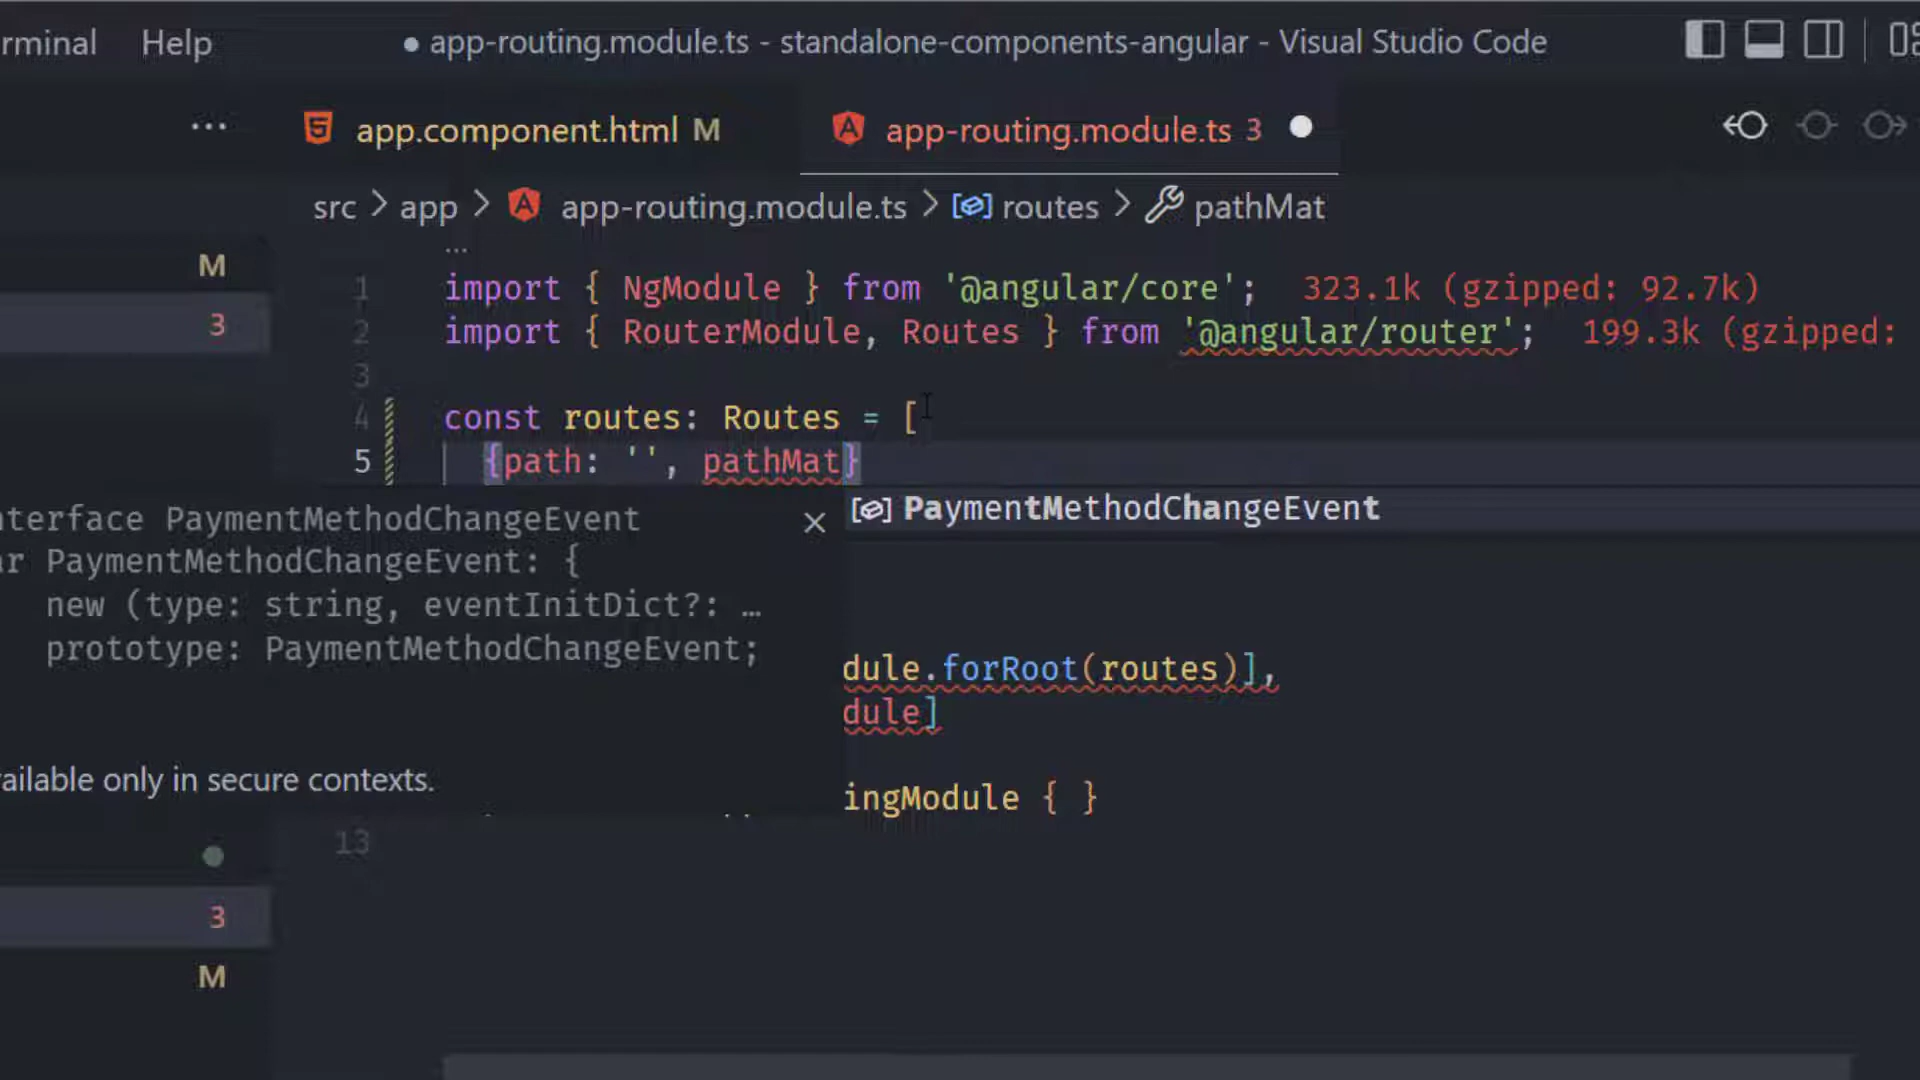 rminal Help ● app-routing.module.ts - standalone-components-angular - Visual Studio Code
... app.component.html M app-routing.module.ts 3
src > app > app-routing.module.ts > routes > pathMat
...
M
3
1 import { NgModule } from '@angular/core'; 323.1k (gzipped: 92.7k)
2 import { RouterModule, Routes } from '@angular/router'; 199.3k (gzipped:
3
4 const routes: Routes = [
5 {path: '', pathMat}
PaymentMethodChangeEvent
nterface PaymentMethodChangeEvent
ar PaymentMethodChangeEvent: {
new (type: string, eventInitDict?: …
prototype: PaymentMethodChangeEvent;
ailable only in secure contexts.
dule.forRoot(routes)],
dule]
ingModule { }
13
3
M